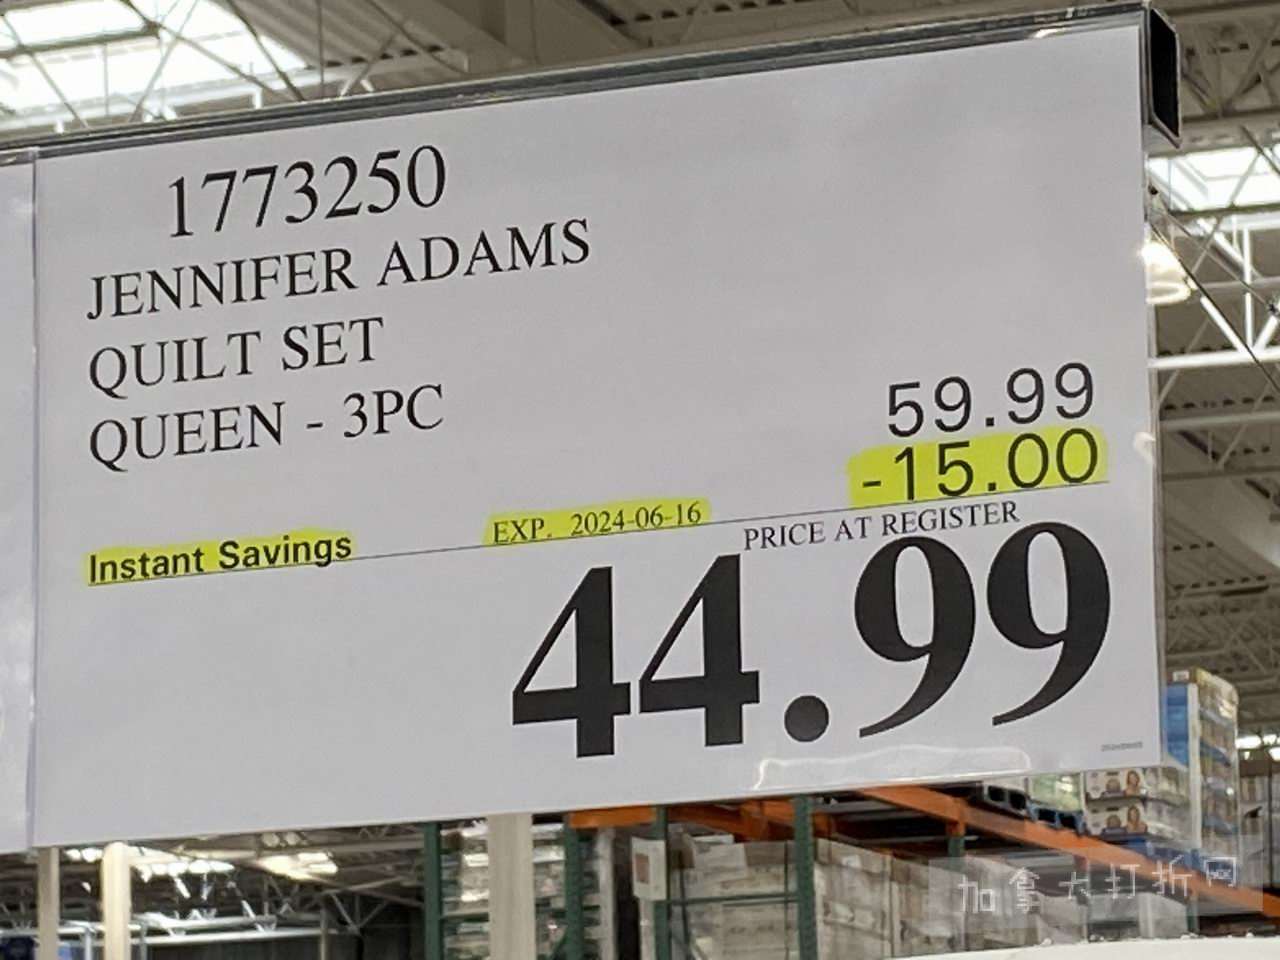 1773250
JENNIFER ADAMS
QUILT SET
QUEEN - 3PC
59.99
-15.00
Instant Savings
EXP. 2024-06-16
PRICE AT REGISTER
44.99
加拿大打折网